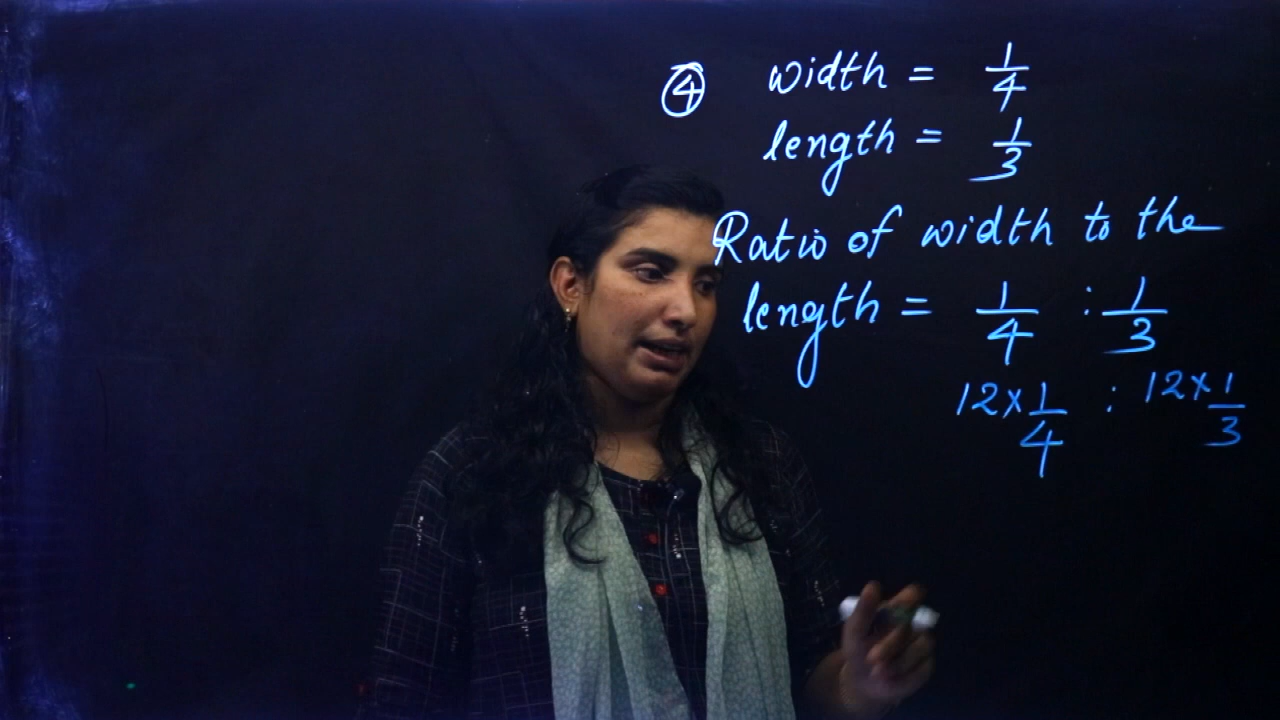 ④ width = 1/4
length = 1/3
Ratio of width to the
length = 1/4 : 1/3
12×1/4 : 12×1/3